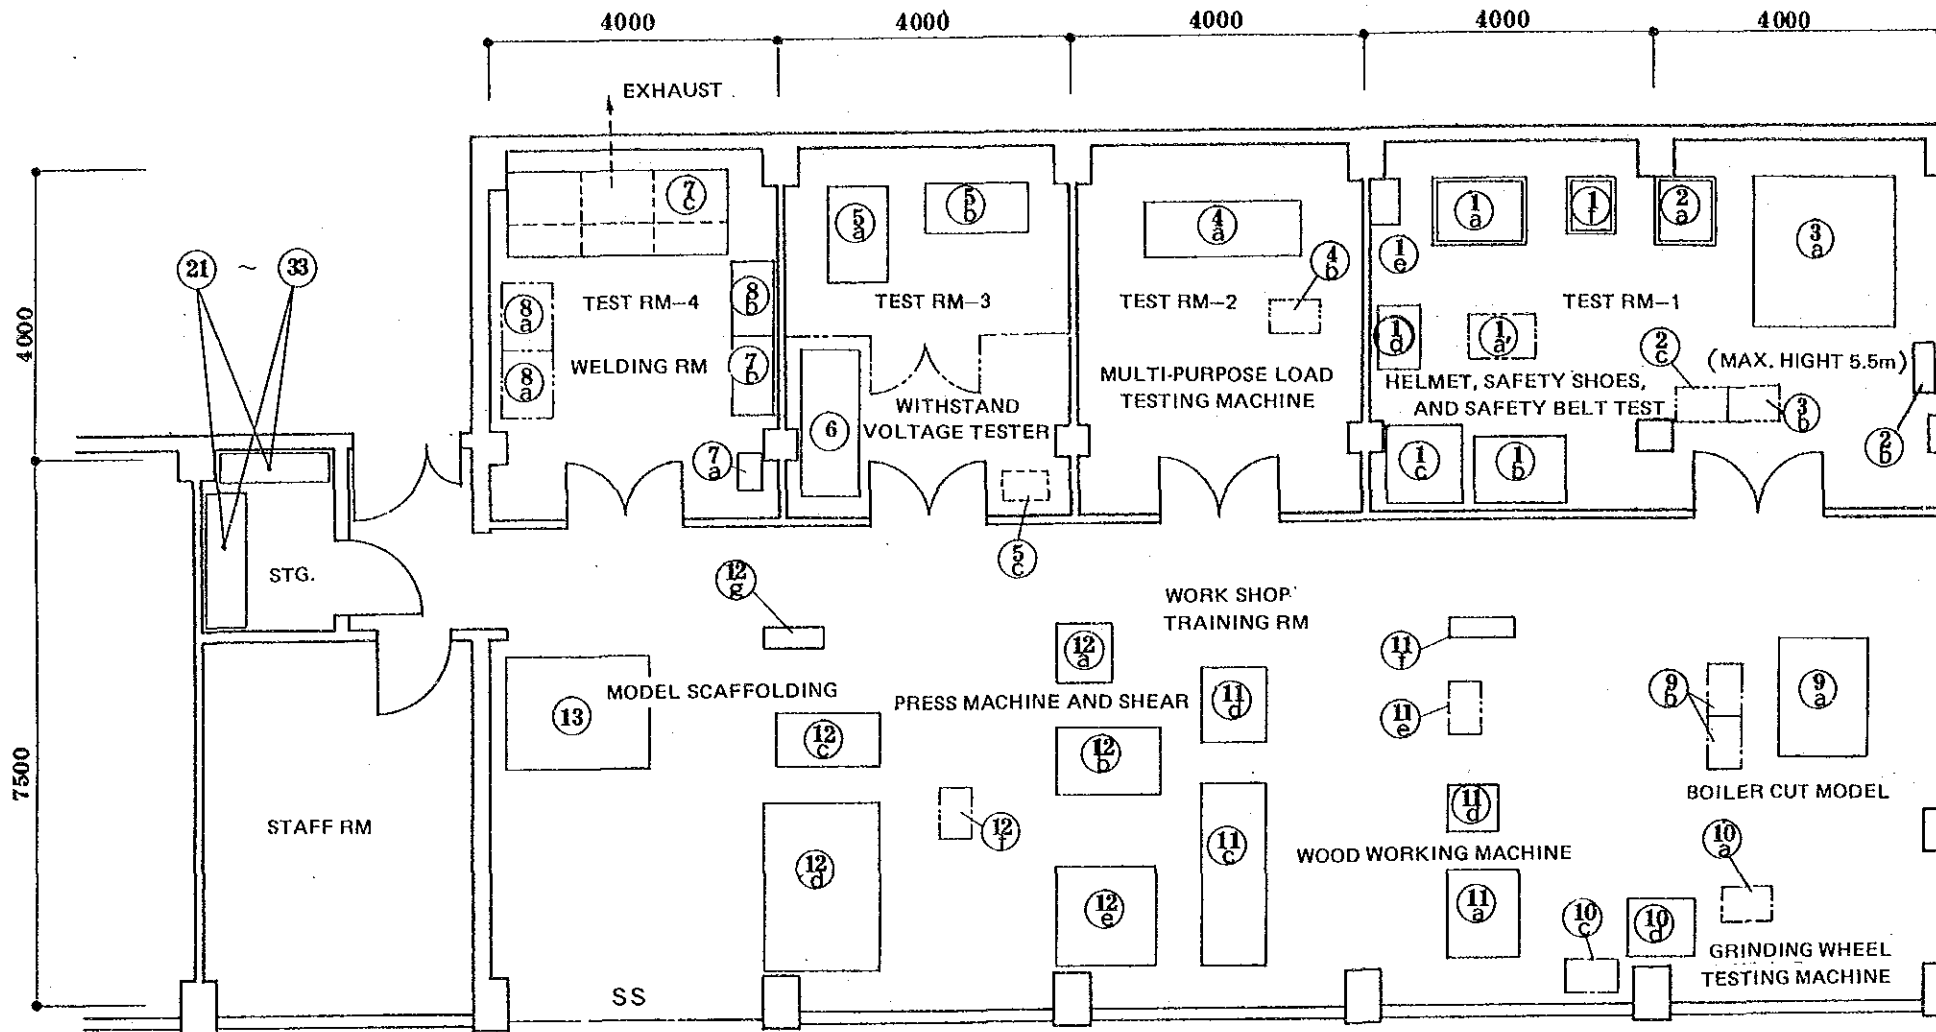 4000 4000 4000 4000 4000
EXHAUST
7c 5a 5b 4a 4b 1a 1f 2a 3a 1e
21 ~ 33
4000
8a TEST RM-4 8b TEST RM-3 TEST RM-2 TEST RM-1
1d 1a' 2c (MAX. HIGHT 5.5m)
8a WELDING RM 7b
MULTI-PURPOSE LOAD
TESTING MACHINE
HELMET, SAFETY SHOES,
AND SAFETY BELT TEST
3b 2b
6 WITHSTAND
VOLTAGE TESTER
7a 1c 1b
STG.
12g 5c
WORK SHOP
TRAINING RM
12a 11f
13 MODEL SCAFFOLDING PRESS MACHINE AND SHEAR 11d 11e 9b 9a
12c 12b
7500
BOILER CUT MODEL
STAFF RM 12f 11d 10a
12d 11c WOOD WORKING MACHINE
12e 11a 10c 10d
GRINDING WHEEL
TESTING MACHINE
SS